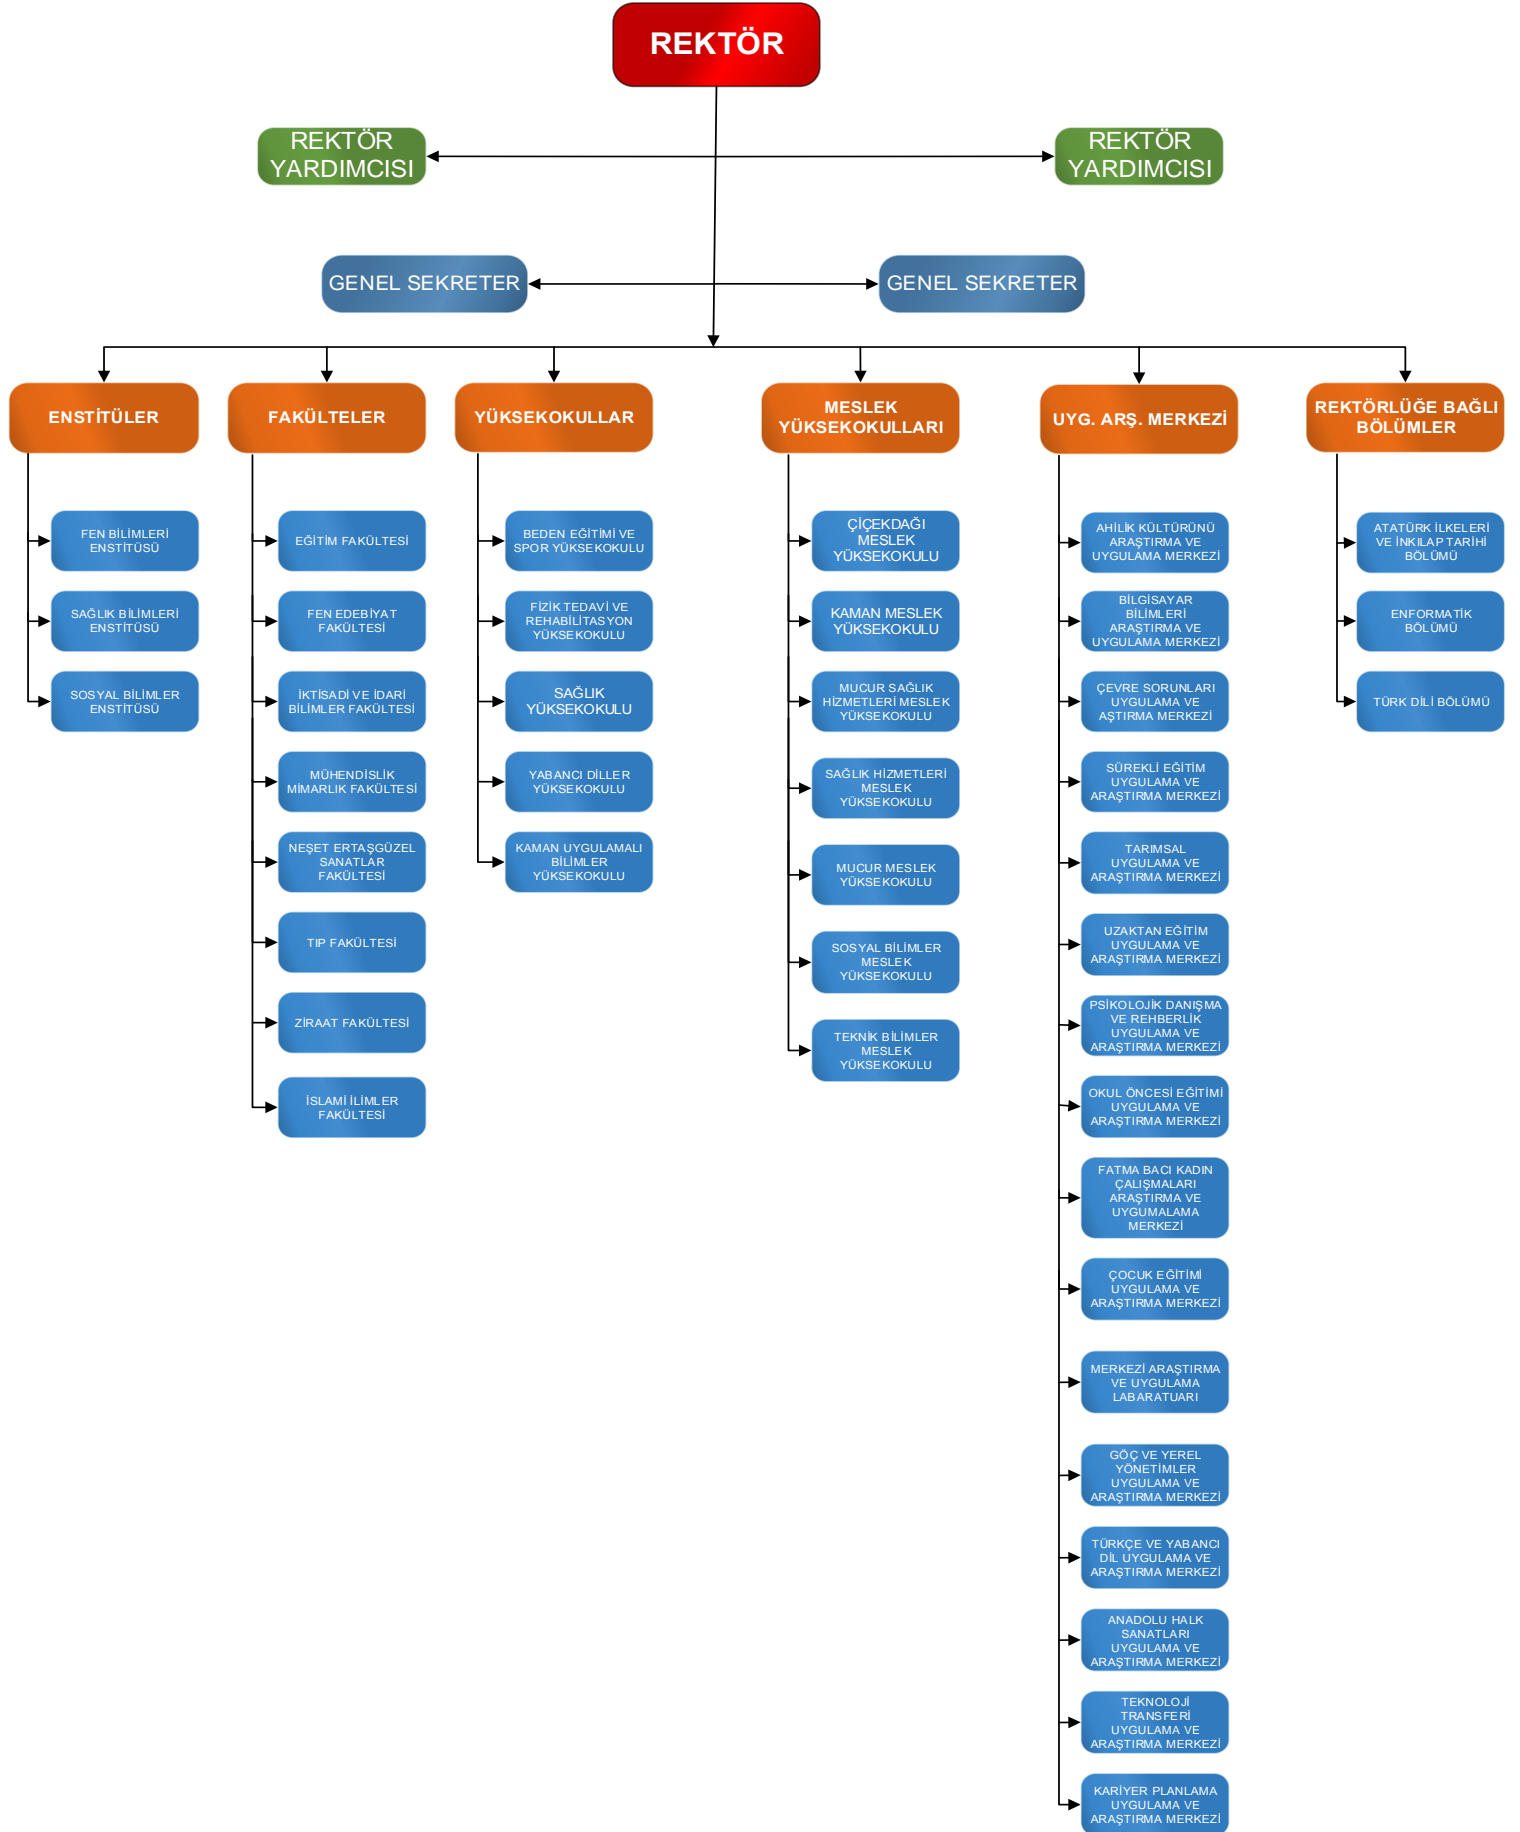 REKTÖR
REKTÖR
YARDIMCISI
REKTÖR
YARDIMCISI
GENEL SEKRETER
GENEL SEKRETER
ENSTİTÜLER
FEN BİLİMLERİ
ENSTİTÜSÜ
SAĞLIK BİLİMLERİ
ENSTİTÜSÜ
SOSYAL BİLİMLER
ENSTİTÜSÜ
FAKÜLTELER
EĞİTİM FAKÜLTESİ
FEN EDEBİYAT
FAKÜLTESİ
İKTİSADİ VE İDARİ
BİLİMLER FAKÜLTESİ
MÜHENDİSLİK
MİMARLIK FAKÜLTESİ
NEŞET ERTAŞGÜZEL
SANATLAR
FAKÜLTESİ
TIP FAKÜLTESİ
ZİRAAT FAKÜLTESİ
İSLAMİ İLİMLER
FAKÜLTESİ
YÜKSEKOKULLAR
BEDEN EĞİTİMİ VE
SPOR YÜKSEKOKULU
FİZİK TEDAVİ VE
REHABİLİTASYON
YÜKSEKOKULU
SAĞLIK
YÜKSEKOKULU
YABANCI DİLLER
YÜKSEKOKULU
KAMAN UYGULAMALI
BİLİMLER
YÜKSEKOKULU
MESLEK
YÜKSEKOKULLARI
ÇİÇEKDAĞI
MESLEK
YÜKSEKOKULU
KAMAN MESLEK
YÜKSEKOKULU
MUCUR SAĞLIK
HİZMETLERİ MESLEK
YÜKSEKOKULU
SAĞLIK HİZMETLERİ
MESLEK
YÜKSEKOKULU
MUCUR MESLEK
YÜKSEKOKULU
SOSYAL BİLİMLER
MESLEK
YÜKSEKOKULU
TEKNİK BİLİMLER
MESLEK
YÜKSEKOKULU
UYG. ARŞ. MERKEZİ
AHİLİK KÜLTÜRÜNÜ
ARAŞTIRMA VE
UYGULAMA MERKEZİ
BİLGİSAYAR
BİLİMLERİ
ARAŞTIRMA VE
UYGULAMA MERKEZİ
ÇEVRE SORUNLARI
UYGULAMA VE
AŞTIRMA MERKEZİ
SÜREKLİ EĞİTİM
UYGULAMA VE
ARAŞTIRMA MERKEZİ
TARIMSAL
UYGULAMA VE
ARAŞTIRMA MERKEZİ
UZAKTAN EĞİTİM
UYGULAMA VE
ARAŞTIRMA MERKEZİ
PSİKOLOJİK DANIŞMA
VE REHBERLİK
UYGULAMA VE
ARAŞTIRMA MERKEZİ
OKUL ÖNCESİ EĞİTİMİ
UYGULAMA VE
ARAŞTIRMA MERKEZİ
FATMA BACI KADIN
ÇALIŞMALARI
ARAŞTIRMA VE
UYGUMALAMA
MERKEZİ
ÇOCUK EĞİTİMİ
UYGULAMA VE
ARAŞTIRMA MERKEZİ
MERKEZİ ARAŞTIRMA
VE UYGULAMA
LABARATUARI
GÖÇ VE YEREL
YÖNETİMLER
UYGULAMA VE
ARAŞTIRMA MERKEZİ
TÜRKÇE VE YABANCI
DİL UYGULAMA VE
ARAŞTIRMA MERKEZİ
ANADOLU HALK
SANATLARI
UYGULAMA VE
ARAŞTIRMA MERKEZİ
TEKNOLOJİ
TRANSFERİ
UYGULAMA VE
ARAŞTIRMA MERKEZİ
KARİYER PLANLAMA
UYGULAMA VE
ARAŞTIRMA MERKEZİ
REKTÖRLÜĞE BAĞLI
BÖLÜMLER
ATATÜRK İLKELERİ
VE İNKILAP TARİHİ
BÖLÜMÜ
ENFORMATİK
BÖLÜMÜ
TÜRK DİLİ BÖLÜMÜ